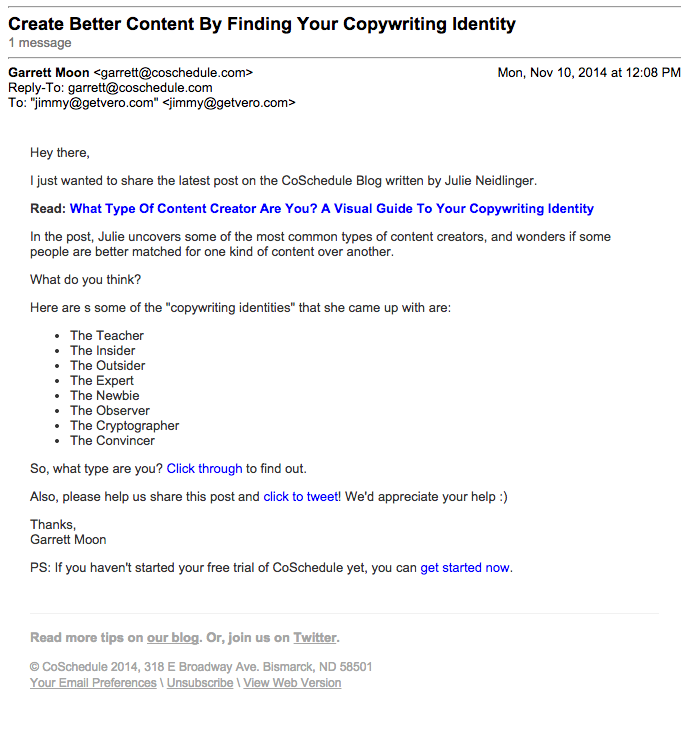 Create Better Content By Finding Your Copywriting Identity
1 message
Garrett Moon <garrett@coschedule.com> Mon, Nov 10, 2014 at 12:08 PM
Reply-To: garrett@coschedule.com
To: "jimmy@getvero.com" <jimmy@getvero.com>
Hey there,
I just wanted to share the latest post on the CoSchedule Blog written by Julie Neidlinger.
Read: What Type Of Content Creator Are You? A Visual Guide To Your Copywriting Identity
In the post, Julie uncovers some of the most common types of content creators, and wonders if some
people are better matched for one kind of content over another.
What do you think?
Here are s some of the "copywriting identities" that she came up with are:
• The Teacher
• The Insider
• The Outsider
• The Expert
• The Newbie
• The Observer
• The Cryptographer
• The Convincer
So, what type are you? Click through to find out.
Also, please help us share this post and click to tweet! We'd appreciate your help :)
Thanks,
Garrett Moon
PS: If you haven't started your free trial of CoSchedule yet, you can get started now.
Read more tips on our blog. Or, join us on Twitter.
© CoSchedule 2014, 318 E Broadway Ave. Bismarck, ND 58501
Your Email Preferences \ Unsubscribe \ View Web Version